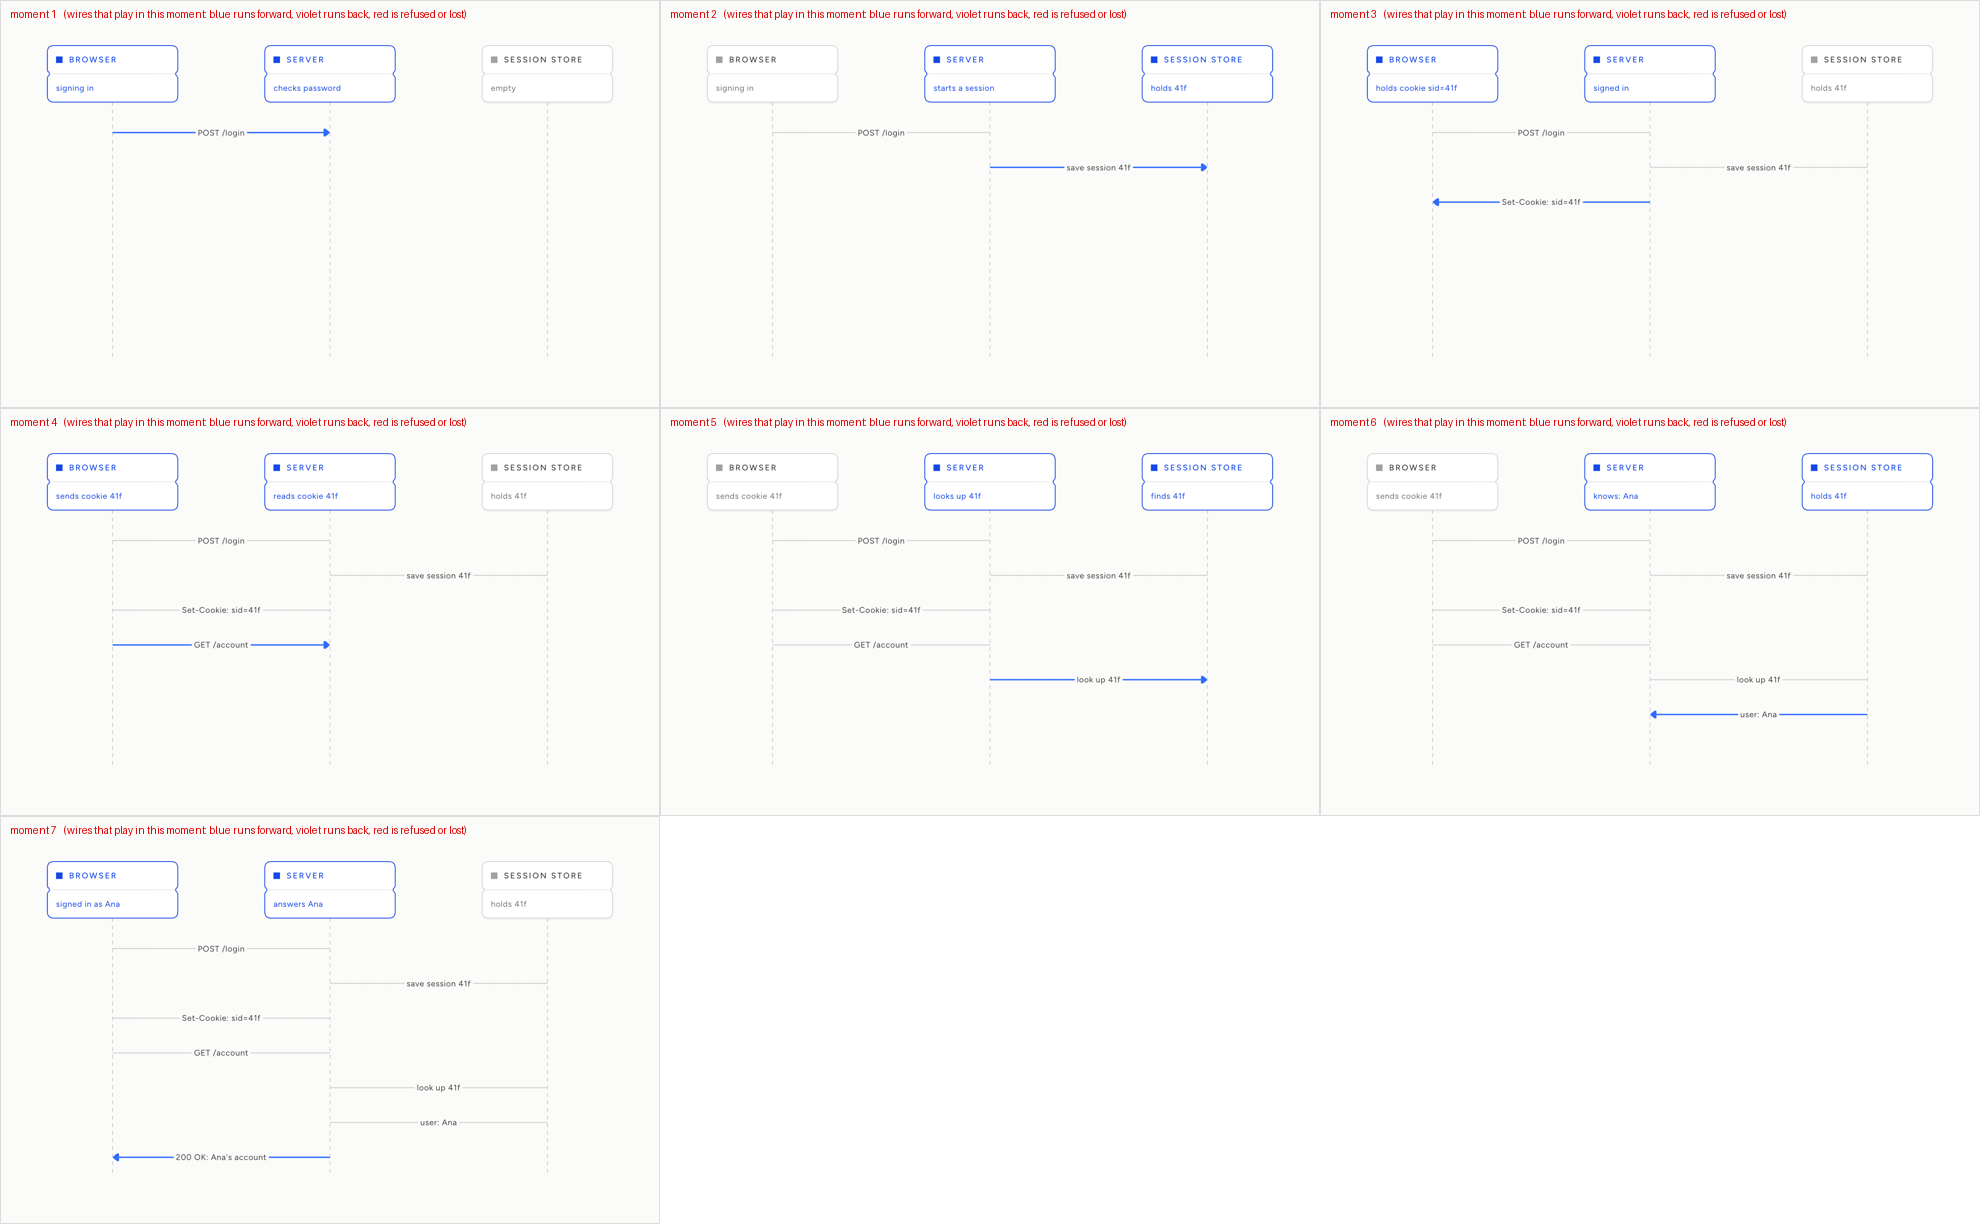 moment 1 (wires that play in this moment: blue runs forward, violet runs back, red is refused or lost)
BROWSER
signing in
SERVER
checks password
SESSION STORE
empty
POST /login
moment 2 (wires that play in this moment: blue runs forward, violet runs back, red is refused or lost)
BROWSER
signing in
SERVER
starts a session
SESSION STORE
holds 41f
POST /login
save session 41f
moment 3 (wires that play in this moment: blue runs forward, violet runs back, red is refused or lost)
BROWSER
holds cookie sid=41f
SERVER
signed in
SESSION STORE
holds 41f
POST /login
save session 41f
Set-Cookie: sid=41f
moment 4 (wires that play in this moment: blue runs forward, violet runs back, red is refused or lost)
BROWSER
sends cookie 41f
SERVER
reads cookie 41f
SESSION STORE
holds 41f
POST /login
save session 41f
Set-Cookie: sid=41f
GET /account
moment 5 (wires that play in this moment: blue runs forward, violet runs back, red is refused or lost)
BROWSER
sends cookie 41f
SERVER
looks up 41f
SESSION STORE
finds 41f
POST /login
save session 41f
Set-Cookie: sid=41f
GET /account
look up 41f
moment 6 (wires that play in this moment: blue runs forward, violet runs back, red is refused or lost)
BROWSER
sends cookie 41f
SERVER
knows: Ana
SESSION STORE
holds 41f
POST /login
save session 41f
Set-Cookie: sid=41f
GET /account
look up 41f
user: Ana
moment 7 (wires that play in this moment: blue runs forward, violet runs back, red is refused or lost)
BROWSER
signed in as Ana
SERVER
answers Ana
SESSION STORE
holds 41f
POST /login
save session 41f
Set-Cookie: sid=41f
GET /account
look up 41f
user: Ana
200 OK: Ana's account